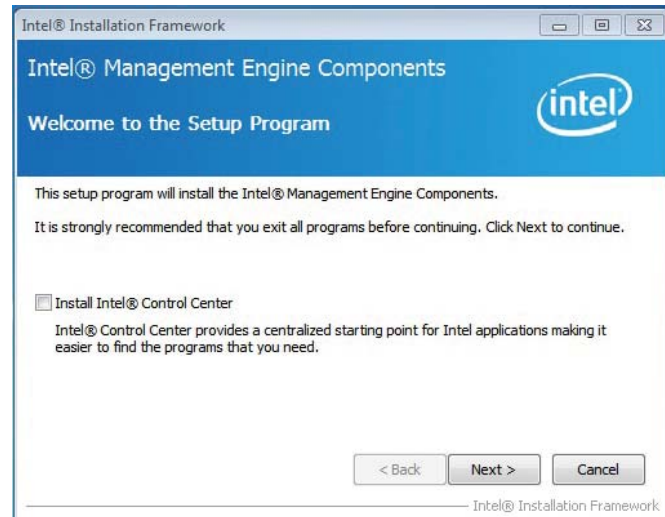 Intel® Installation Framework
Intel® Management Engine Components
Welcome to the Setup Program
intel
This setup program will install the Intel® Management Engine Components.
It is strongly recommended that you exit all programs before continuing. Click Next to continue.
Install Intel® Control Center
Intel® Control Center provides a centralized starting point for Intel applications making it
easier to find the programs that you need.
< Back
Next >
Cancel
Intel® Installation Framework